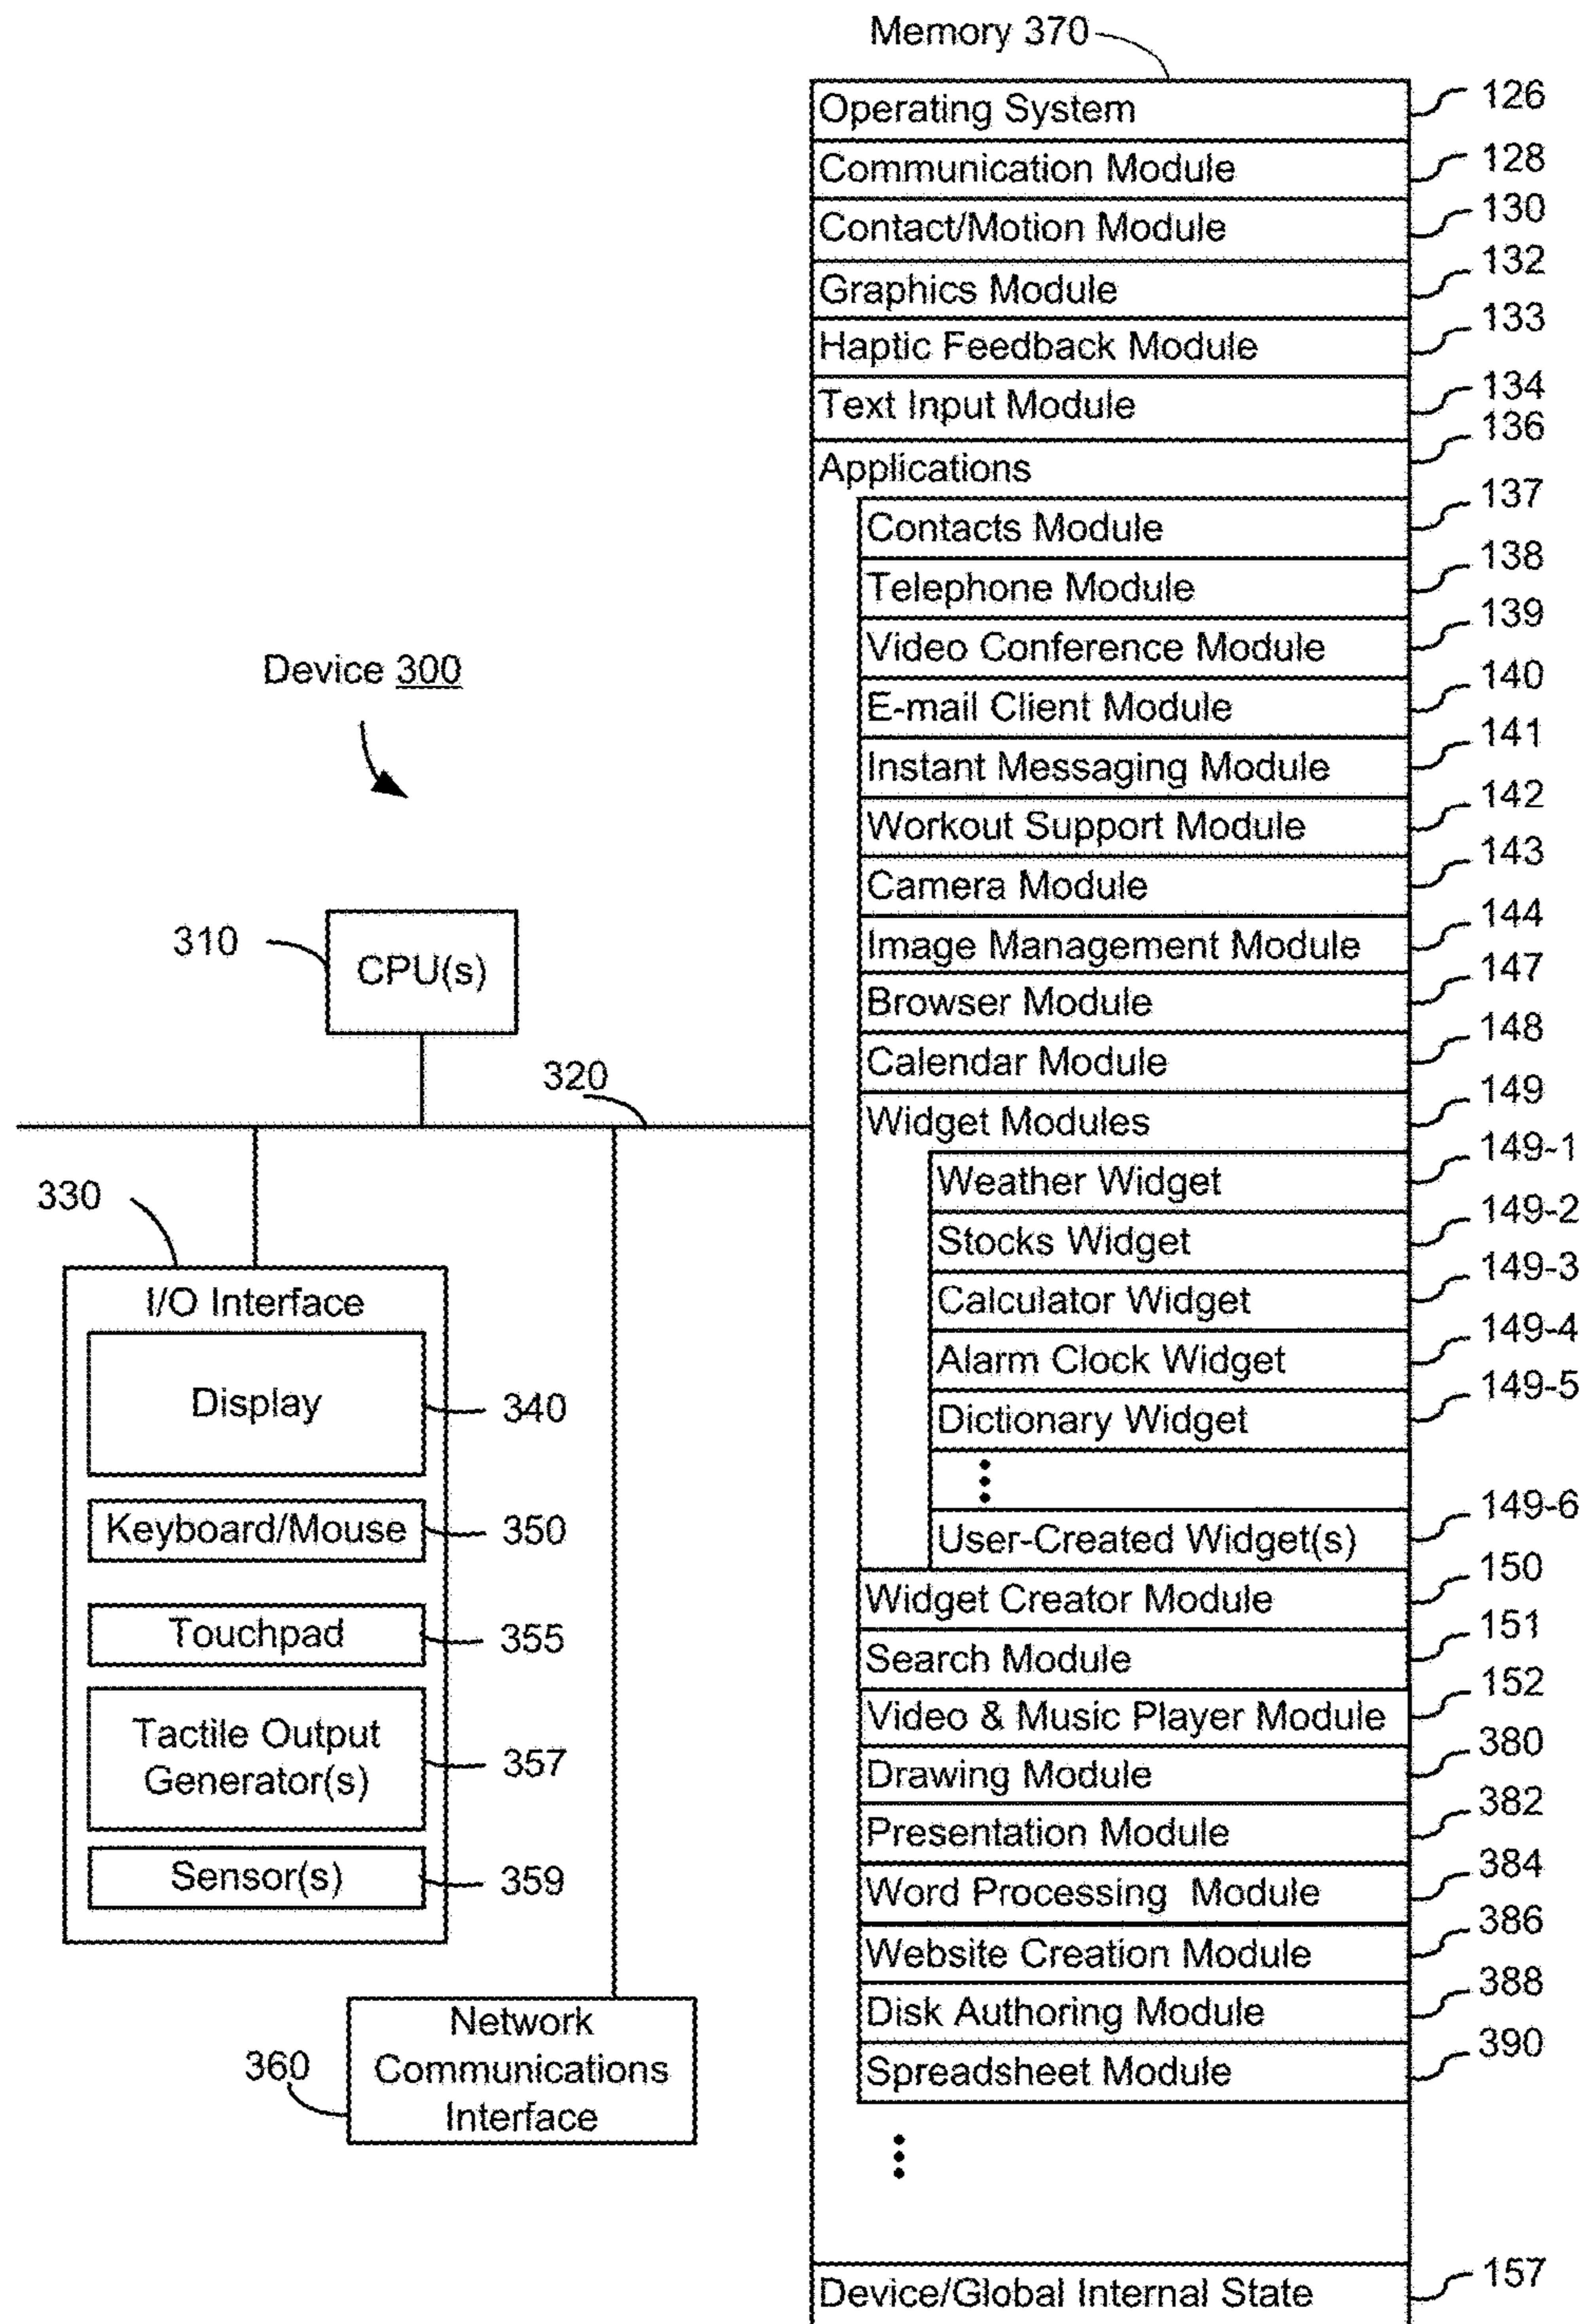 Memory 370
Operating System 126
Communication Module 128
Contact/Motion Module 130
Graphics Module 132
Haptic Feedback Module 133
Text Input Module 134
Applications 136
Contacts Module 137
Telephone Module 138
Video Conference Module 139
E-mail Client Module 140
Instant Messaging Module 141
Workout Support Module 142
Camera Module 143
Image Management Module 144
Browser Module 147
Calendar Module 148
Widget Modules 149
Weather Widget 149-1
Stocks Widget 149-2
Calculator Widget 149-3
Alarm Clock Widget 149-4
Dictionary Widget 149-5
User-Created Widget(s) 149-6
Widget Creator Module 150
Search Module 151
Video & Music Player Module 152
Drawing Module 380
Presentation Module 382
Word Processing Module 384
Website Creation Module 386
Disk Authoring Module 388
Spreadsheet Module 390
Device/Global Internal State 157
Device 300
310
CPU(s)
320
330
I/O Interface
Display 340
Keyboard/Mouse 350
Touchpad 355
Tactile Output
Generator(s) 357
Sensor(s) 359
360
Network
Communications
Interface